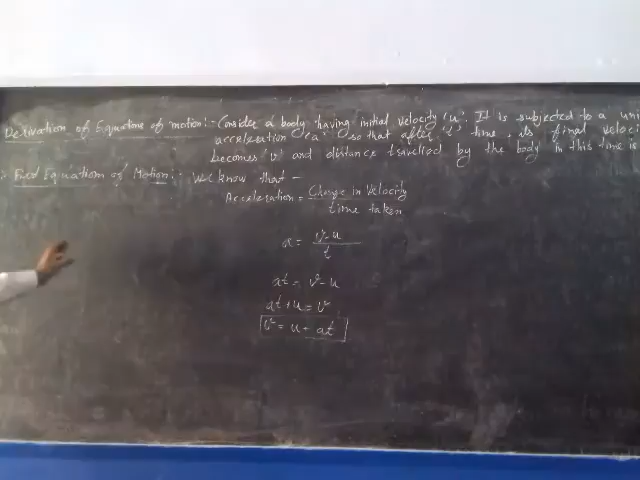 Derivation of Equations of motion:- Consider a body having initial velocity 'u'. It is subjected to a uni
acceleration 'a' so that after 't' time, its final veloc
becomes 'v' and distance travelled by the body in this time is
First Equation of Motion:- We know that -
Acceleration = Change in velocity / time taken
a = v-u / t
at = v-u
at+u = v
v = u + at